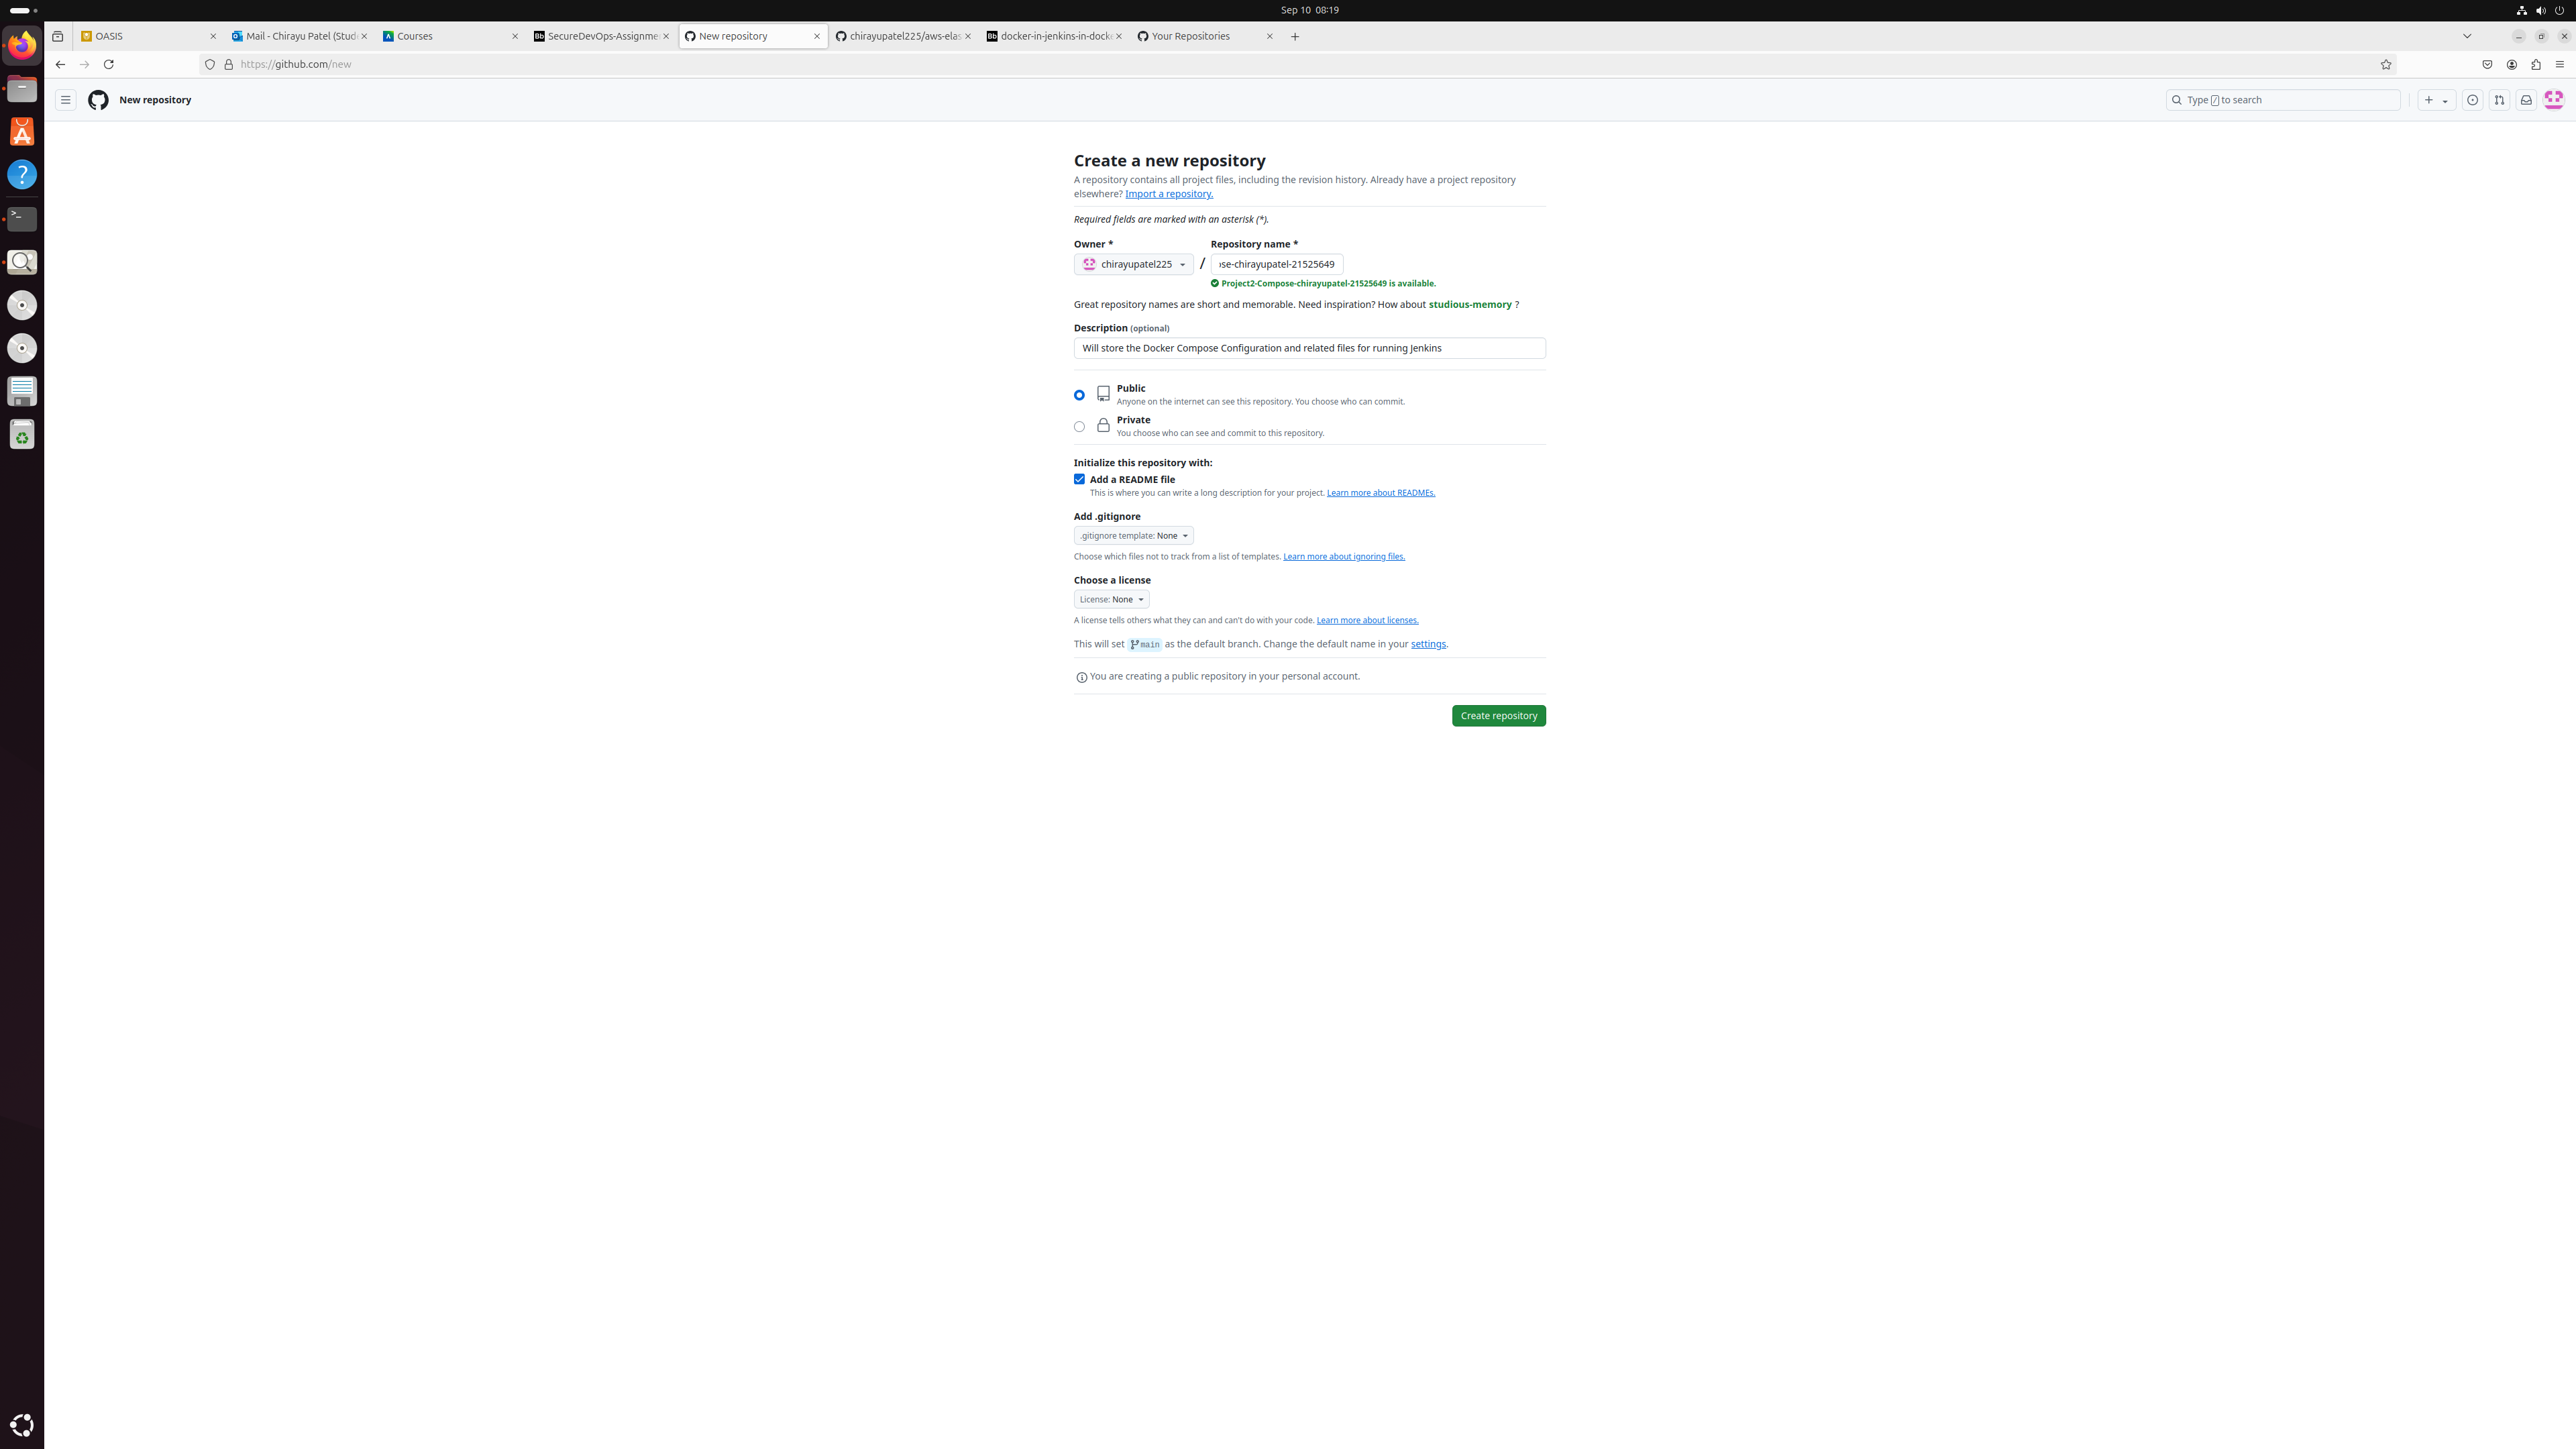 Sep 10 08:19
OASIS
Mail - Chirayu Patel (Stud
Courses
SecureDevOps-Assignme
New repository
chirayupatel225/aws-elas
docker-in-jenkins-in-docke
Your Repositories
https://github.com/new
New repository
Type / to search
Create a new repository
A repository contains all project files, including the revision history. Already have a project repository
elsewhere? Import a repository.
Required fields are marked with an asterisk (*).
Owner *
Repository name *
chirayupatel225
/
se-chirayupatel-21525649
Project2-Compose-chirayupatel-21525649 is available.
Great repository names are short and memorable. Need inspiration? How about studious-memory ?
Description (optional)
Will store the Docker Compose Configuration and related files for running Jenkins
Public
Anyone on the internet can see this repository. You choose who can commit.
Private
You choose who can see and commit to this repository.
Initialize this repository with:
Add a README file
This is where you can write a long description for your project. Learn more about READMEs.
Add .gitignore
.gitignore template: None
Choose which files not to track from a list of templates. Learn more about ignoring files.
Choose a license
License: None
A license tells others what they can and can't do with your code. Learn more about licenses.
This will set main as the default branch. Change the default name in your settings.
You are creating a public repository in your personal account.
Create repository